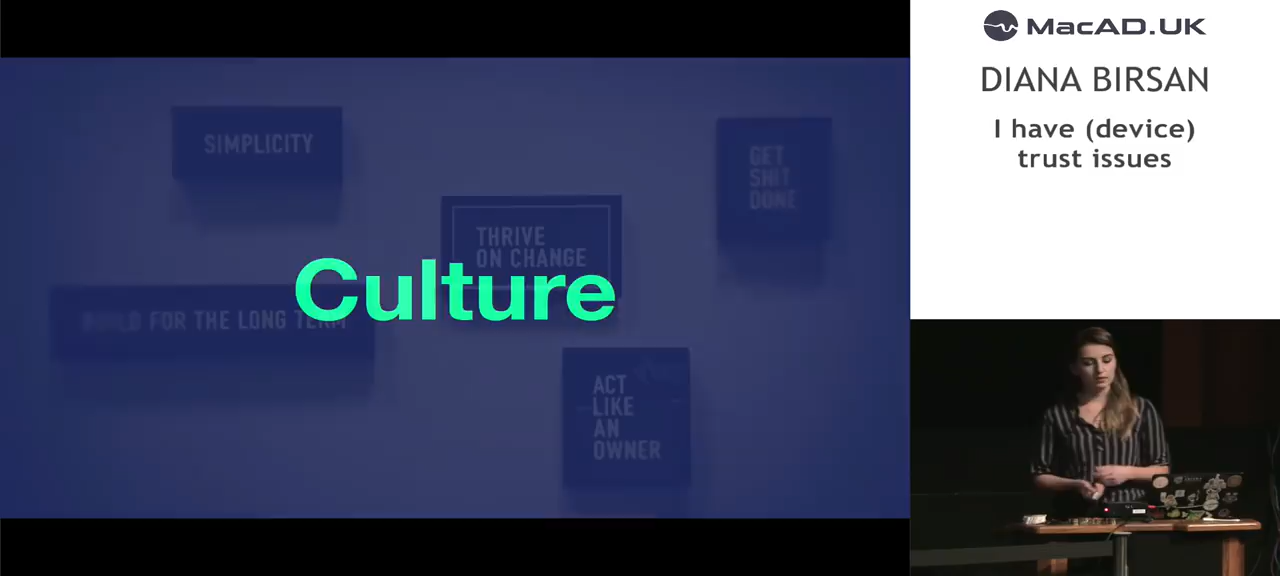 SIMPLICITY
GET
SHIT
DONE
THRIVE
ON CHANGE
Culture
BUILD FOR THE LONG TERM
ACT
LIKE
AN
OWNER
MacAD.UK
DIANA BIRSAN
I have (device)
trust issues